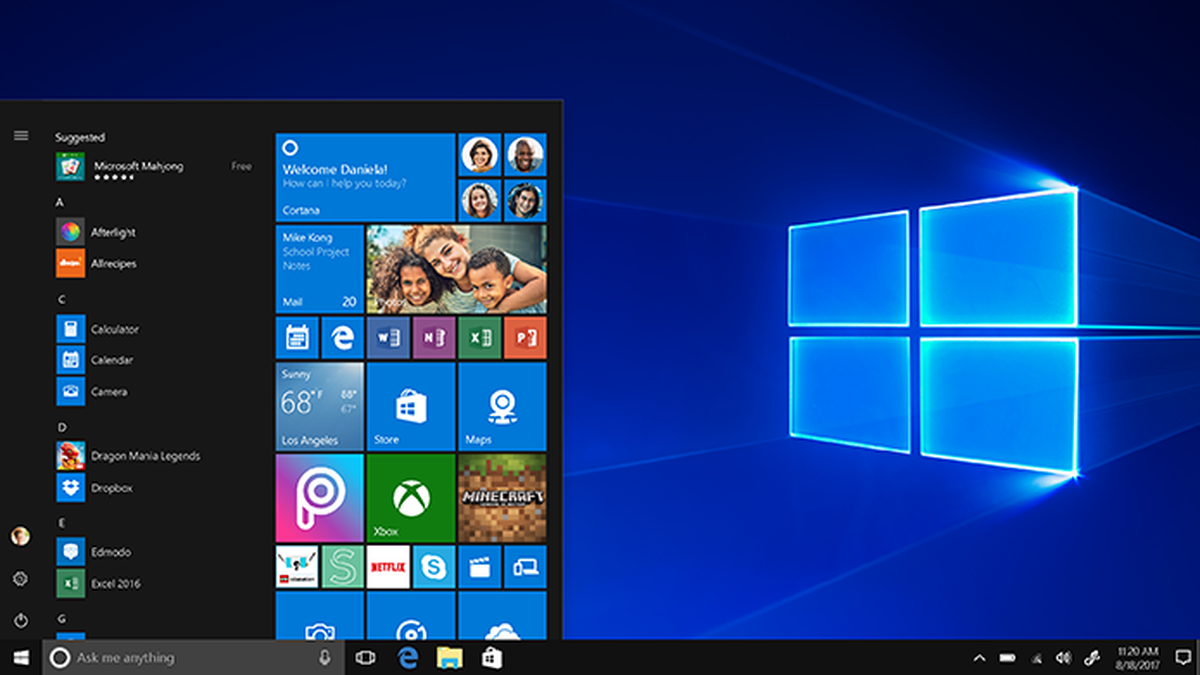 Suggested
Microsoft Mahjong
Free
A
Afterlight
Allrecipes
C
Calculator
Calendar
Camera
D
Dragon Mania Legends
Dropbox
E
Edmodo
Excel 2016
G
Welcome Daniela!
How can I help you today?
Cortana
Mike Kong
School Project
Notes
Mail 20
Photos
W
N
X
P
Sunny
68°F 88°
67°
Los Angeles
Store
Maps
Xbox
MINECRAFT
education
S
NETFLIX
S
Ask me anything
11:20 AM
8/18/2017